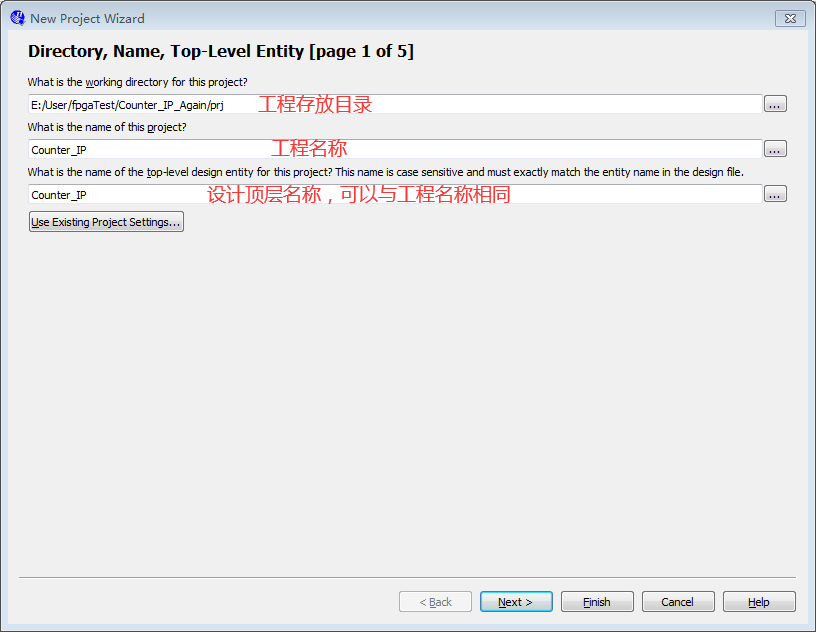 New Project Wizard
Directory, Name, Top-Level Entity [page 1 of 5]
What is the working directory for this project?
E:/User/fpgaTest/Counter_IP_Again/prj 工程存放目录
...
What is the name of this project?
Counter_IP 工程名称
...
What is the name of the top-level design entity for this project? This name is case sensitive and must exactly match the entity name in the design file.
Counter_IP 设计顶层名称，可以与工程名称相同
...
Use Existing Project Settings...
< Back Next > Finish Cancel Help